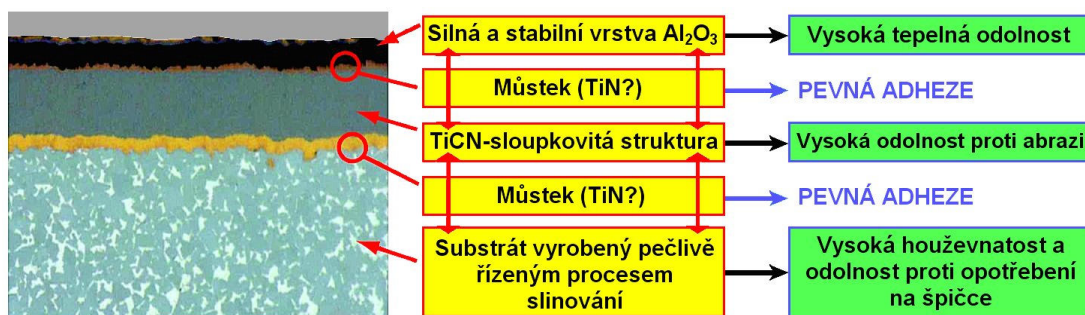 Silná a stabilní vrstva Al₂O₃
Vysoká tepelná odolnost
Můstek (TiN?)
PEVNÁ ADHEZE
TiCN-sloupkovitá struktura
Vysoká odolnost proti abrazi
Můstek (TiN?)
PEVNÁ ADHEZE
Substrát vyrobený pečlivě
řízeným procesem
slinování
Vysoká houževnatost a
odolnost proti opotřebení
na špičce